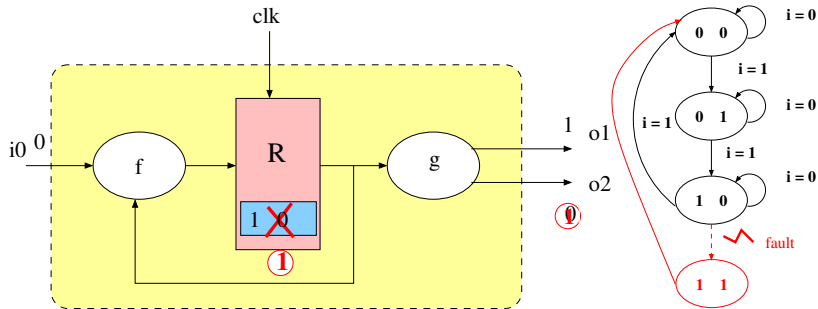 clk
i0 0
f
R
g
1 0
1
1
o1
o2
0
1
0 0
i = 0
i = 1
0 1
i = 0
i = 1
i = 1
1 0
i = 0
fault
1 1